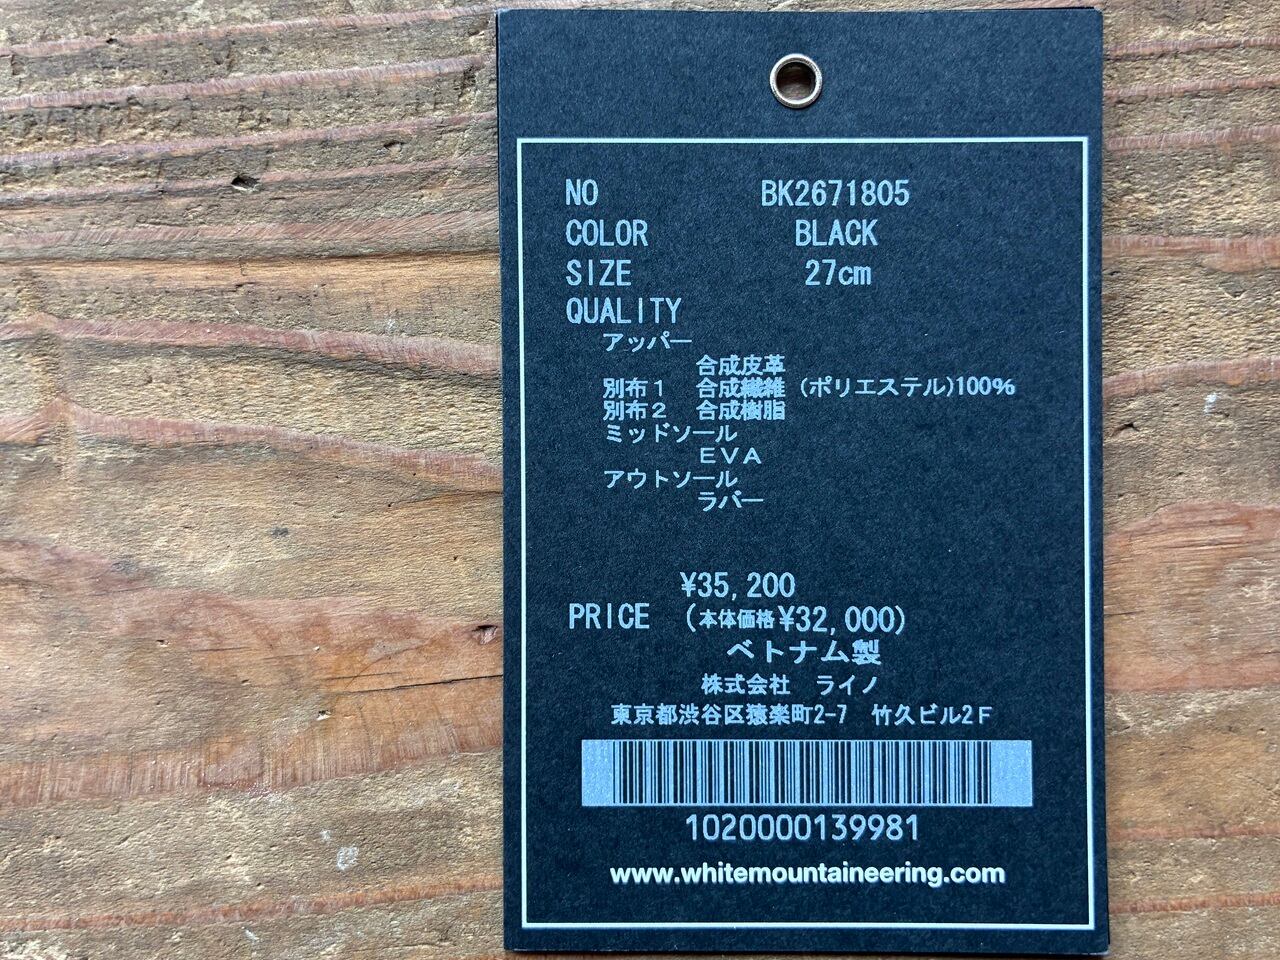 NO BK2671805
COLOR BLACK
SIZE 27cm
QUALITY
アッパー
合成皮革
別布1 合成繊維 (ポリエステル)100%
別布2 合成樹脂
ミッドソール
EVA
アウトソール
ラバー
¥35,200
PRICE (本体価格¥32,000)
ベトナム製
株式会社 ライノ
東京都渋谷区猿楽町2-7 竹久ビル2F
1020000139981
www.whitemountaineering.com